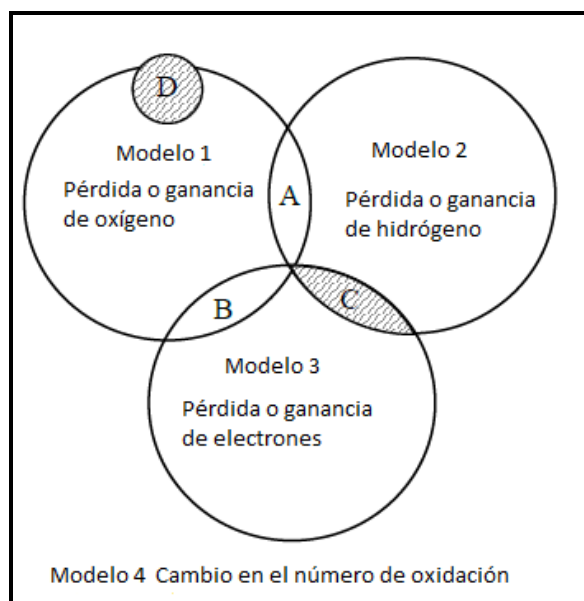 D
Modelo 1
Pérdida o ganancia
de oxígeno
Modelo 2
Pérdida o ganancia
de hidrógeno
A
B
C
Modelo 3
Pérdida o ganancia
de electrones
Modelo 4 Cambio en el número de oxidación